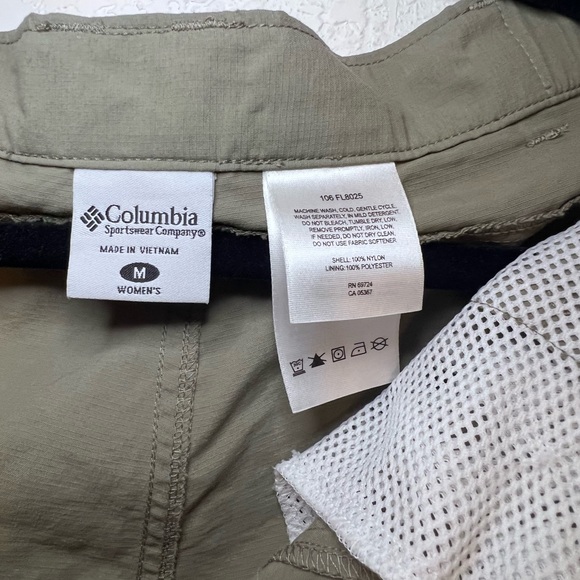 Columbia
Sportswear Company®
MADE IN VIETNAM
M
WOMEN'S
106 FL8025
MACHINE WASH, COLD, GENTLE CYCLE,
WASH SEPARATELY, IN MILD DETERGENT.
DO NOT BLEACH, TUMBLE DRY, LOW.
REMOVE PROMPTLY, IRON, LOW,
IF NEEDED, DO NOT DRY CLEAN.
DO NOT USE FABRIC SOFTENER.
SHELL: 100% NYLON
LINING: 100% POLYESTER
RN 69724
CA 05367